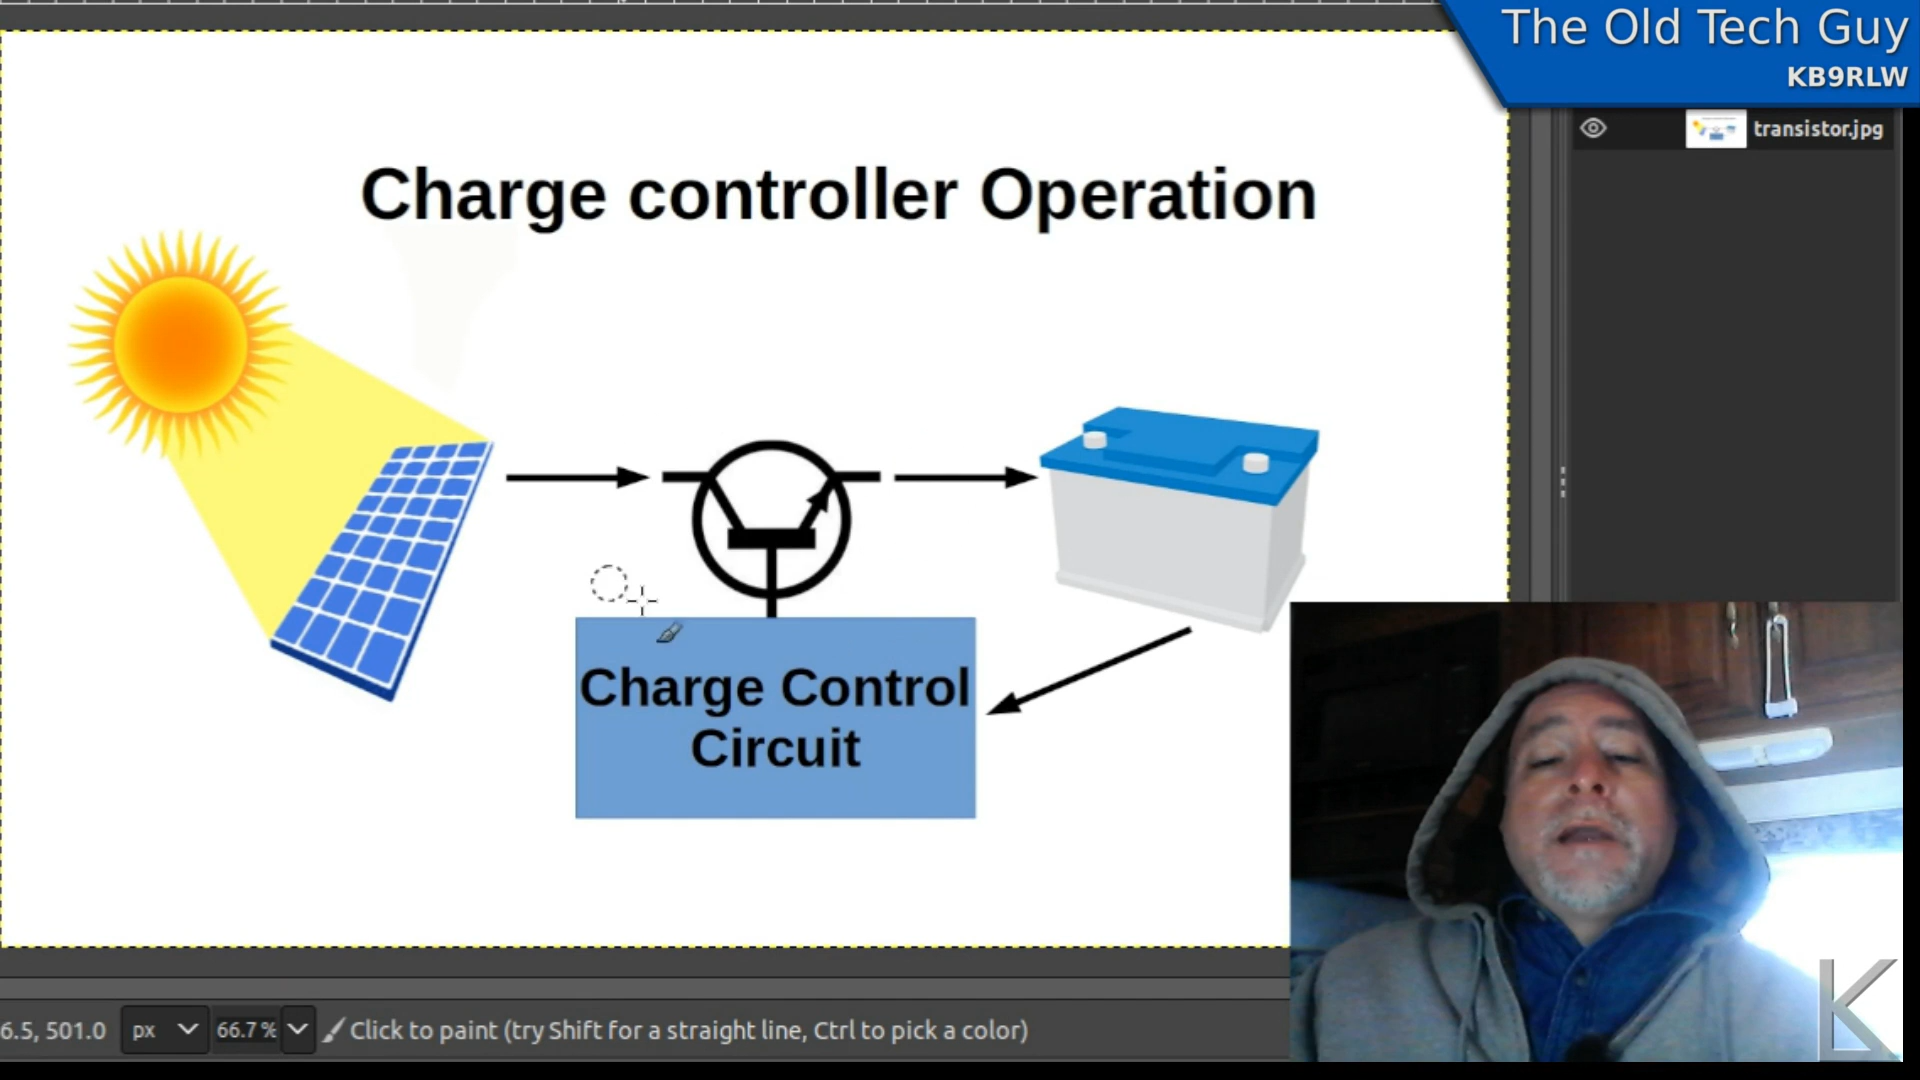 The Old Tech Guy
KB9RLW
transistor.jpg
Charge controller Operation
Charge Control
Circuit
6.5, 501.0
px
66.7 %
Click to paint (try Shift for a straight line, Ctrl to pick a color)
K